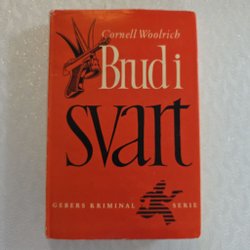 Cornell Woolrich
Brud i
svart
GEBERS KRIMINAL SERIE